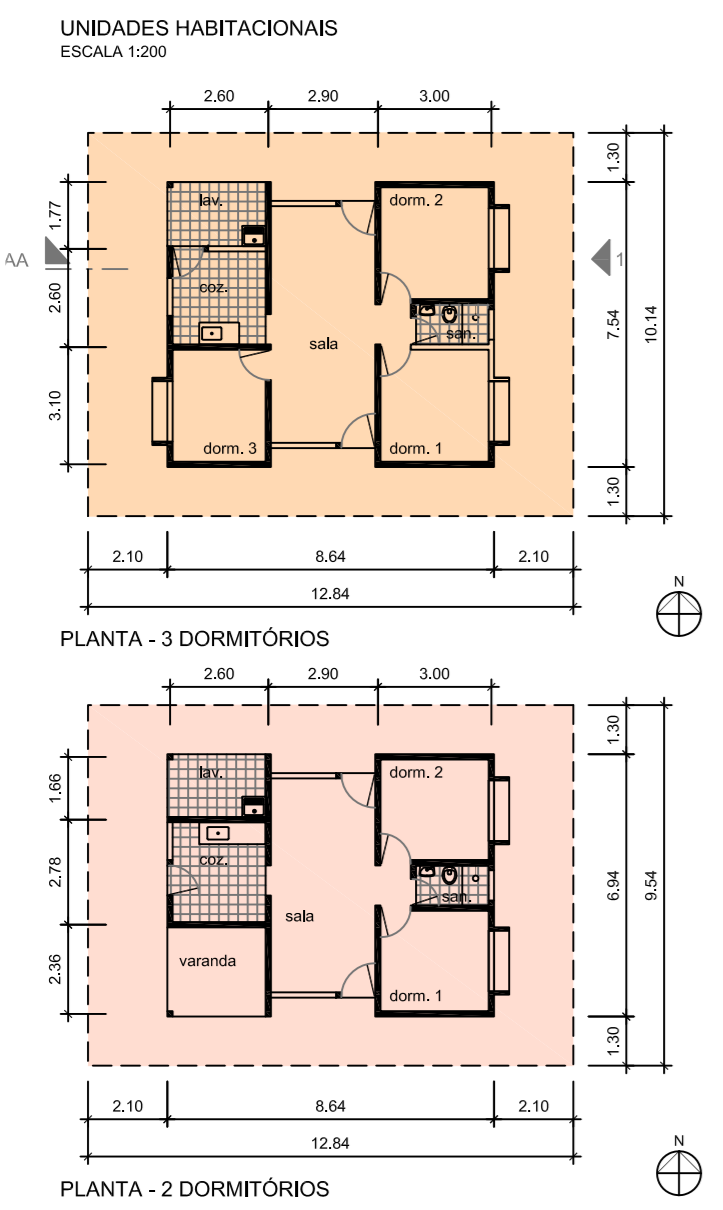 UNIDADES HABITACIONAIS
ESCALA 1:200
2.60 2.90 3.00
1.30
lav. dorm. 2
1.77
AA 1
2.60 coz. 7.54 10.14
san.
sala
3.10
dorm. 3 dorm. 1
1.30
2.10 8.64 2.10
12.84
N
PLANTA - 3 DORMITÓRIOS
2.60 2.90 3.00
1.30
lav. dorm. 2
1.66
2.78 coz. 6.94 9.54
san.
sala
2.36 varanda
dorm. 1
1.30
2.10 8.64 2.10
12.84
N
PLANTA - 2 DORMITÓRIOS